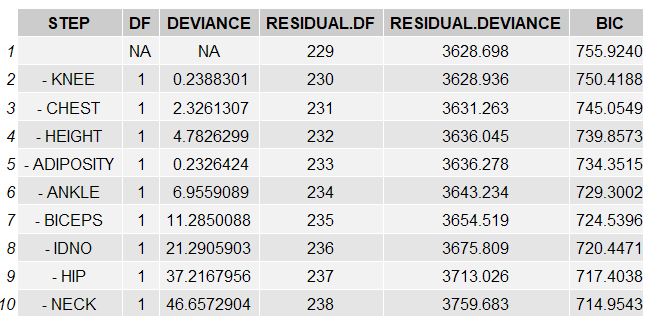 STEP DF DEVIANCE RESIDUAL.DF RESIDUAL.DEVIANCE BIC
1 NA NA 229 3628.698 755.9240
2 - KNEE 1 0.2388301 230 3628.936 750.4188
3 - CHEST 1 2.3261307 231 3631.263 745.0549
4 - HEIGHT 1 4.7826299 232 3636.045 739.8573
5 - ADIPOSITY 1 0.2326424 233 3636.278 734.3515
6 - ANKLE 1 6.9559089 234 3643.234 729.3002
7 - BICEPS 1 11.2850088 235 3654.519 724.5396
8 - IDNO 1 21.2905903 236 3675.809 720.4471
9 - HIP 1 37.2167956 237 3713.026 717.4038
10 - NECK 1 46.6572904 238 3759.683 714.9543